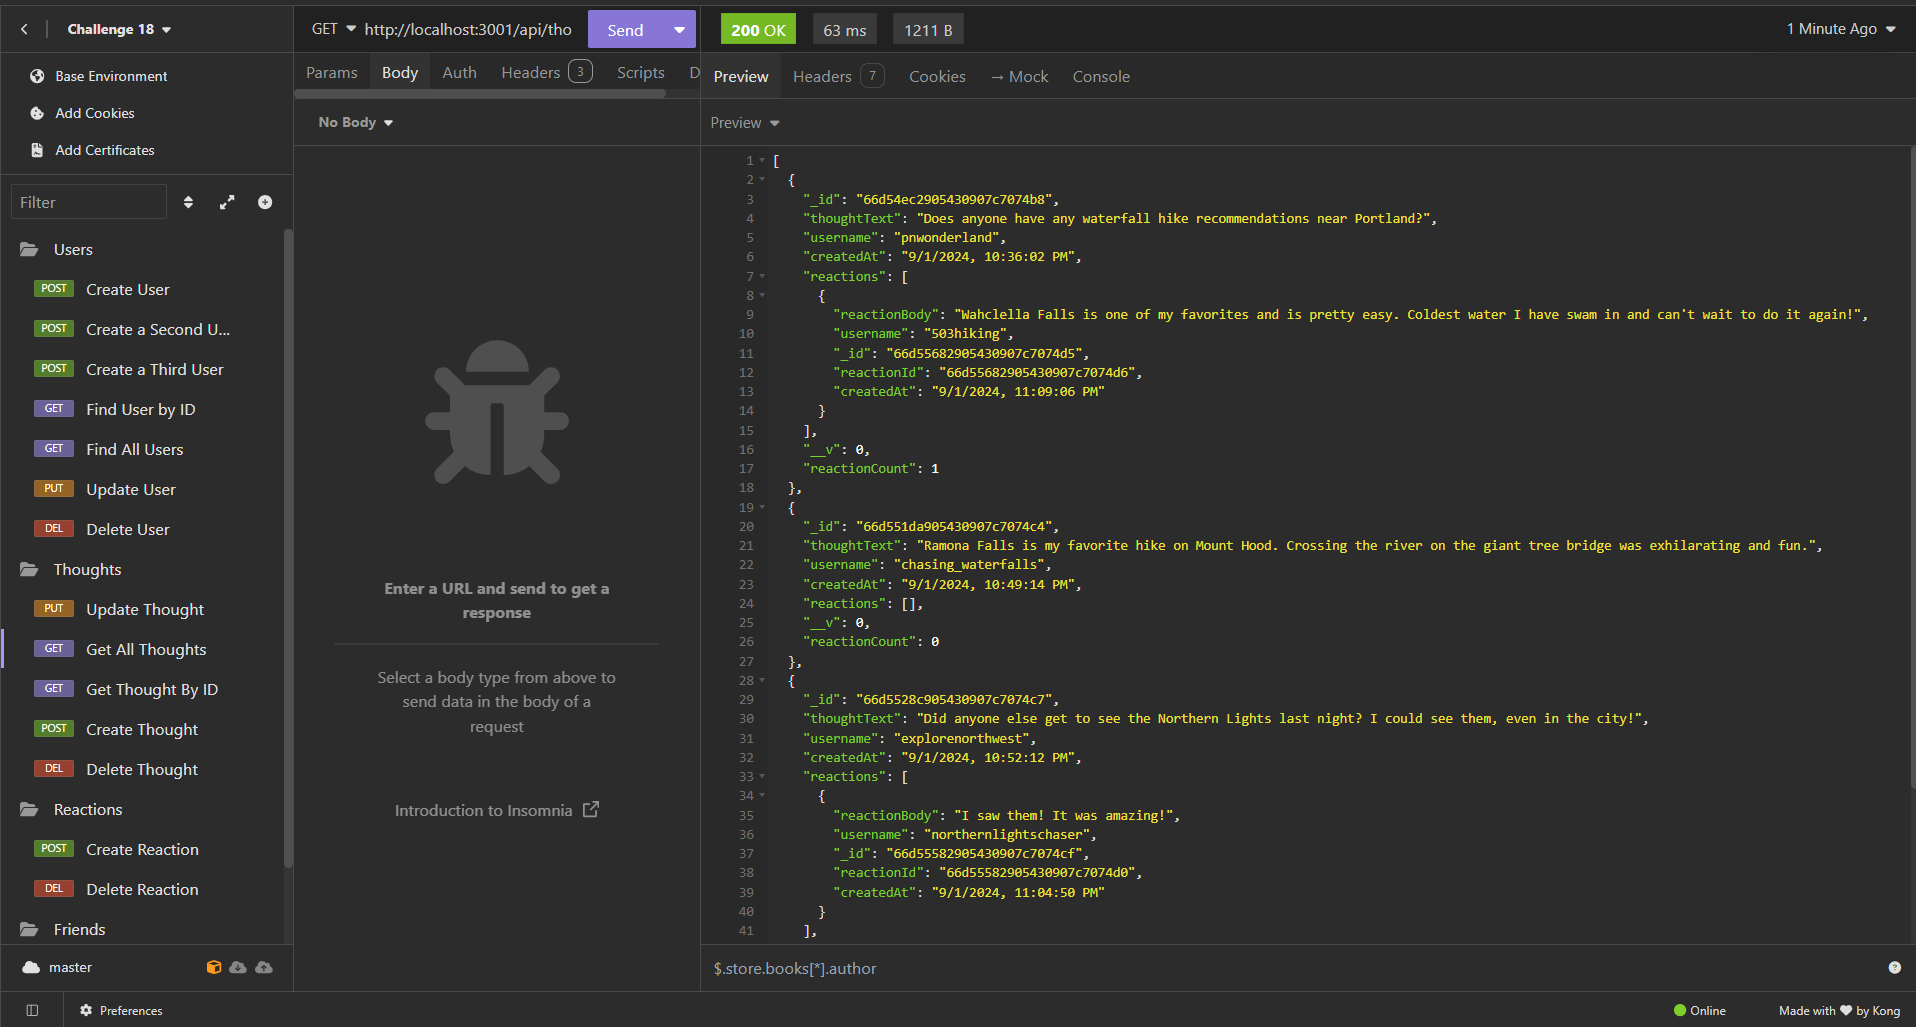 Challenge 18
GET http://localhost:3001/api/tho Send
200 OK 63 ms 1211 B
1 Minute Ago
Base Environment
Add Cookies
Add Certificates
Filter
Users
POST Create User
POST Create a Second U...
POST Create a Third User
GET Find User by ID
GET Find All Users
PUT Update User
DEL Delete User
Thoughts
PUT Update Thought
GET Get All Thoughts
GET Get Thought By ID
POST Create Thought
DEL Delete Thought
Reactions
POST Create Reaction
DEL Delete Reaction
Friends
master
Params Body Auth Headers 3 Scripts D
No Body
Enter a URL and send to get a
response
Select a body type from above to
send data in the body of a
request
Introduction to Insomnia
Preview Headers 7 Cookies → Mock Console
Preview
1 [
2 {
3 "_id": "66d54ec2905430907c7074b8",
4 "thoughtText": "Does anyone have any waterfall hike recommendations near Portland?",
5 "username": "pnwonderland",
6 "createdAt": "9/1/2024, 10:36:02 PM",
7 "reactions": [
8 {
9 "reactionBody": "Wahclella Falls is one of my favorites and is pretty easy. Coldest water I have swam in and can't wait to do it again!",
10 "username": "503hiking",
11 "_id": "66d55682905430907c7074d5",
12 "reactionId": "66d55682905430907c7074d6",
13 "createdAt": "9/1/2024, 11:09:06 PM"
14 }
15 ],
16 "__v": 0,
17 "reactionCount": 1
18 },
19 {
20 "_id": "66d551da905430907c7074c4",
21 "thoughtText": "Ramona Falls is my favorite hike on Mount Hood. Crossing the river on the giant tree bridge was exhilarating and fun.",
22 "username": "chasing_waterfalls",
23 "createdAt": "9/1/2024, 10:49:14 PM",
24 "reactions": [],
25 "__v": 0,
26 "reactionCount": 0
27 },
28 {
29 "_id": "66d5528c905430907c7074c7",
30 "thoughtText": "Did anyone else get to see the Northern Lights last night? I could see them, even in the city!",
31 "username": "explorenorthwest",
32 "createdAt": "9/1/2024, 10:52:12 PM",
33 "reactions": [
34 {
35 "reactionBody": "I saw them! It was amazing!",
36 "username": "northernlightschaser",
37 "_id": "66d55582905430907c7074cf",
38 "reactionId": "66d55582905430907c7074d0",
39 "createdAt": "9/1/2024, 11:04:50 PM"
40 }
41 ],
$.store.books[*].author
Preferences
Online
Made with ♥ by Kong